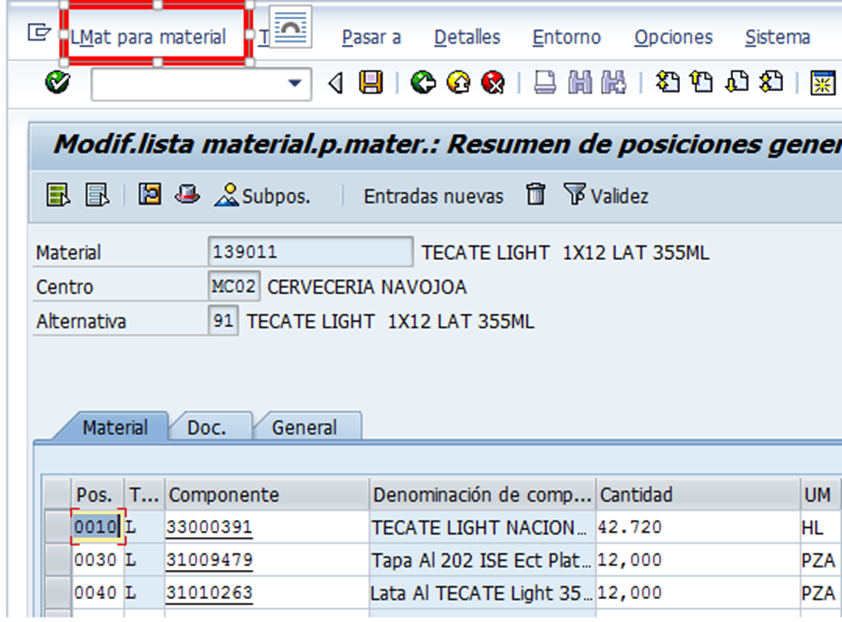 LMat para material T Pasar a Detalles Entorno Opciones Sistema
Modif.lista material.p.mater.: Resumen de posiciones gener
Subpos. Entradas nuevas Validez
Material 139011 TECATE LIGHT 1X12 LAT 355ML
Centro MC02 CERVECERIA NAVOJOA
Alternativa 91 TECATE LIGHT 1X12 LAT 355ML
Material Doc. General
Pos. T... Componente Denominación de comp... Cantidad UM
0010 L 33000391 TECATE LIGHT NACION... 42.720 HL
0030 L 31009479 Tapa Al 202 ISE Ect Plat... 12,000 PZA
0040 L 31010263 Lata Al TECATE Light 35... 12,000 PZA